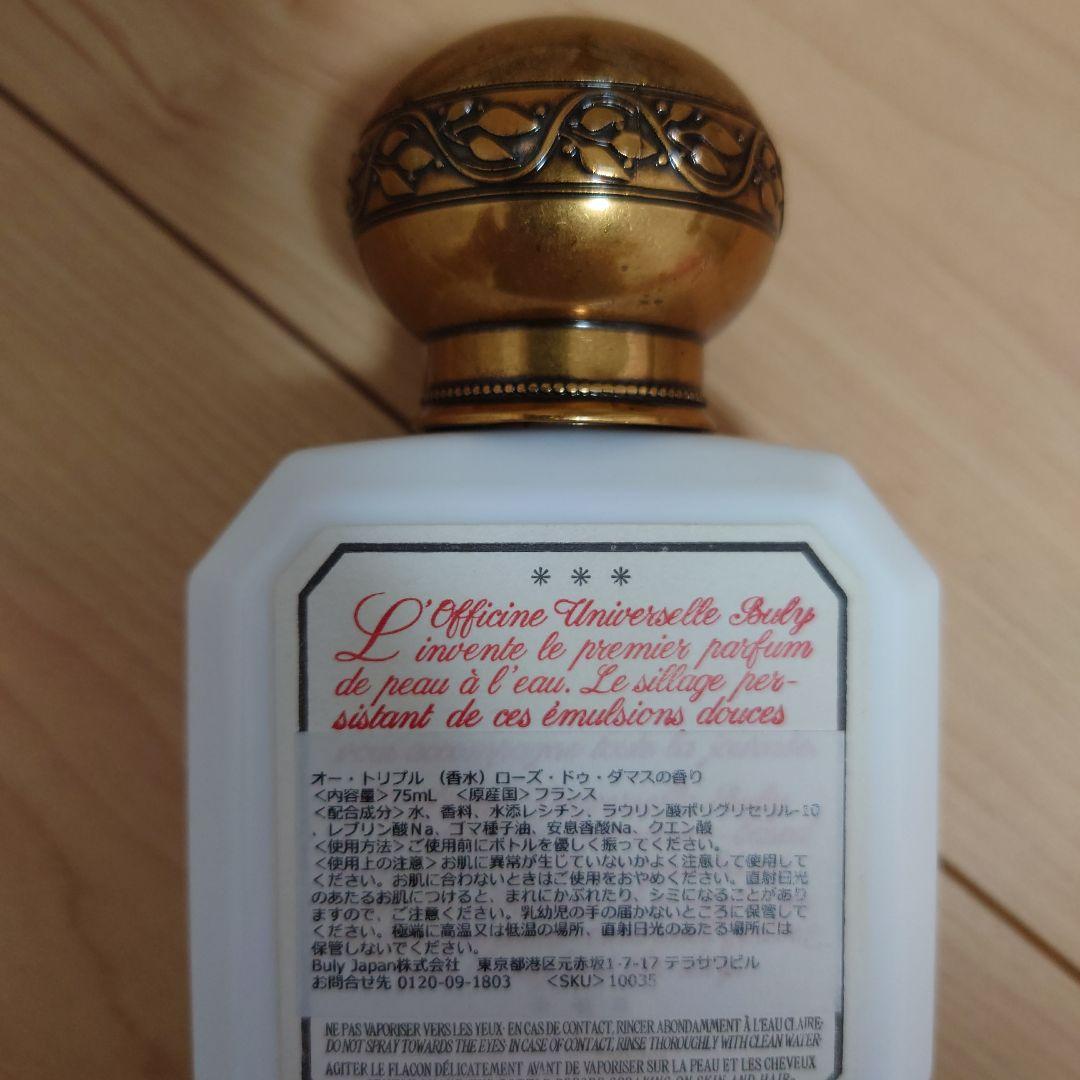 * * *
L'Officine Universelle Buly
invente le premier parfum
de peau à l'eau. Le sillage per-
sistant de ces émulsions douces
オー・トリプル （香水）ローズ・ドゥ・ダマスの香り
＜内容量＞75mL　＜原産国＞フランス
＜配合成分＞水、香料、水添レシチン、ラウリン酸ポリグリセリル-10
、レブリン酸Na、ゴマ種子油、安息香酸Na、クエン酸
＜使用方法＞ご使用前にボトルを優しく振ってください。
＜使用上の注意＞お肌に異常が生じていないかよく注意して使用して
ください。お肌に合わないときはご使用をおやめください。直射日光
のあたるお肌につけると、まれにかぶれたり、シミになることがあり
ますので、ご注意ください。乳幼児の手の届かないところに保管して
ください。極端に高温又は低温の場所、直射日光のあたる場所には
保管しないでください。
Buly Japan株式会社　東京都港区元赤坂1-7-17 テラサワビル
お問合せ先 0120-09-1803　　＜SKU＞10035
NE PAS VAPORISER VERS LES YEUX· EN CAS DE CONTACT, RINCER ABONDAMMENT À L'EAU CLAIRE·
DO NOT SPRAY TOWARDS THE EYES IN CASE OF CONTACT, RINSE THOROUGHLY WITH CLEAN WATER·
AGITER LE FLACON DÉLICATEMENT AVANT DE VAPORISER SUR LA PEAU ET LES CHEVEUX